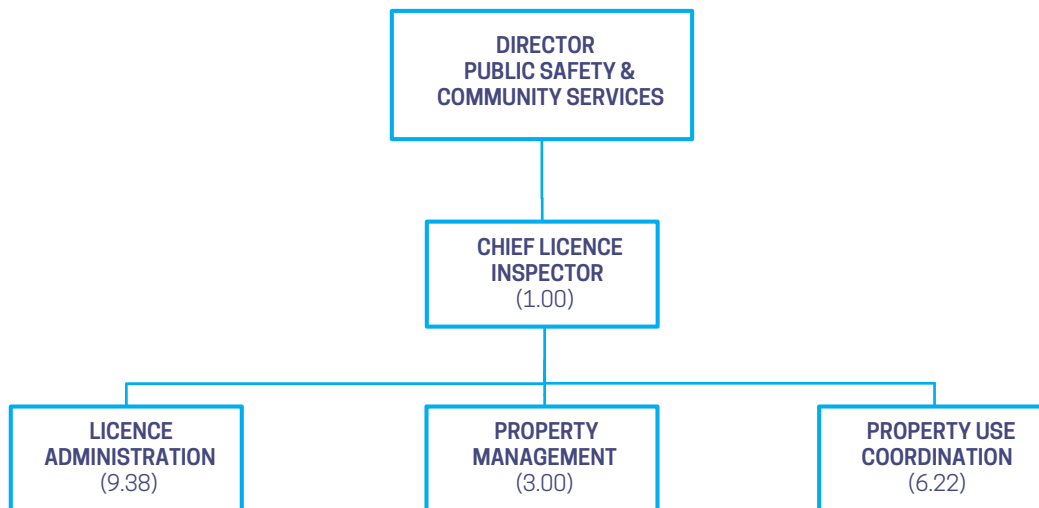 DIRECTOR
PUBLIC SAFETY &
COMMUNITY SERVICES
CHIEF LICENCE
INSPECTOR
(1.00)
LICENCE
ADMINISTRATION
(9.38)
PROPERTY
MANAGEMENT
(3.00)
PROPERTY USE
COORDINATION
(6.22)